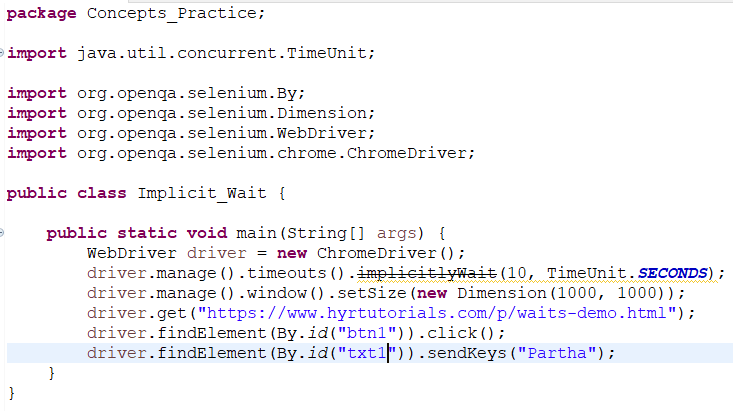 package Concepts_Practice;
import java.util.concurrent.TimeUnit;
import org.openqa.selenium.By;
import org.openqa.selenium.Dimension;
import org.openqa.selenium.WebDriver;
import org.openqa.selenium.chrome.ChromeDriver;
public class Implicit_Wait {
public static void main(String[] args) {
WebDriver driver = new ChromeDriver();
driver.manage().timeouts().implicitlyWait(10, TimeUnit.SECONDS);
driver.manage().window().setSize(new Dimension(1000, 1000));
driver.get("https://www.hyrtutorials.com/p/waits-demo.html");
driver.findElement(By.id("btn1")).click();
driver.findElement(By.id("txt1")).sendKeys("Partha");
}
}